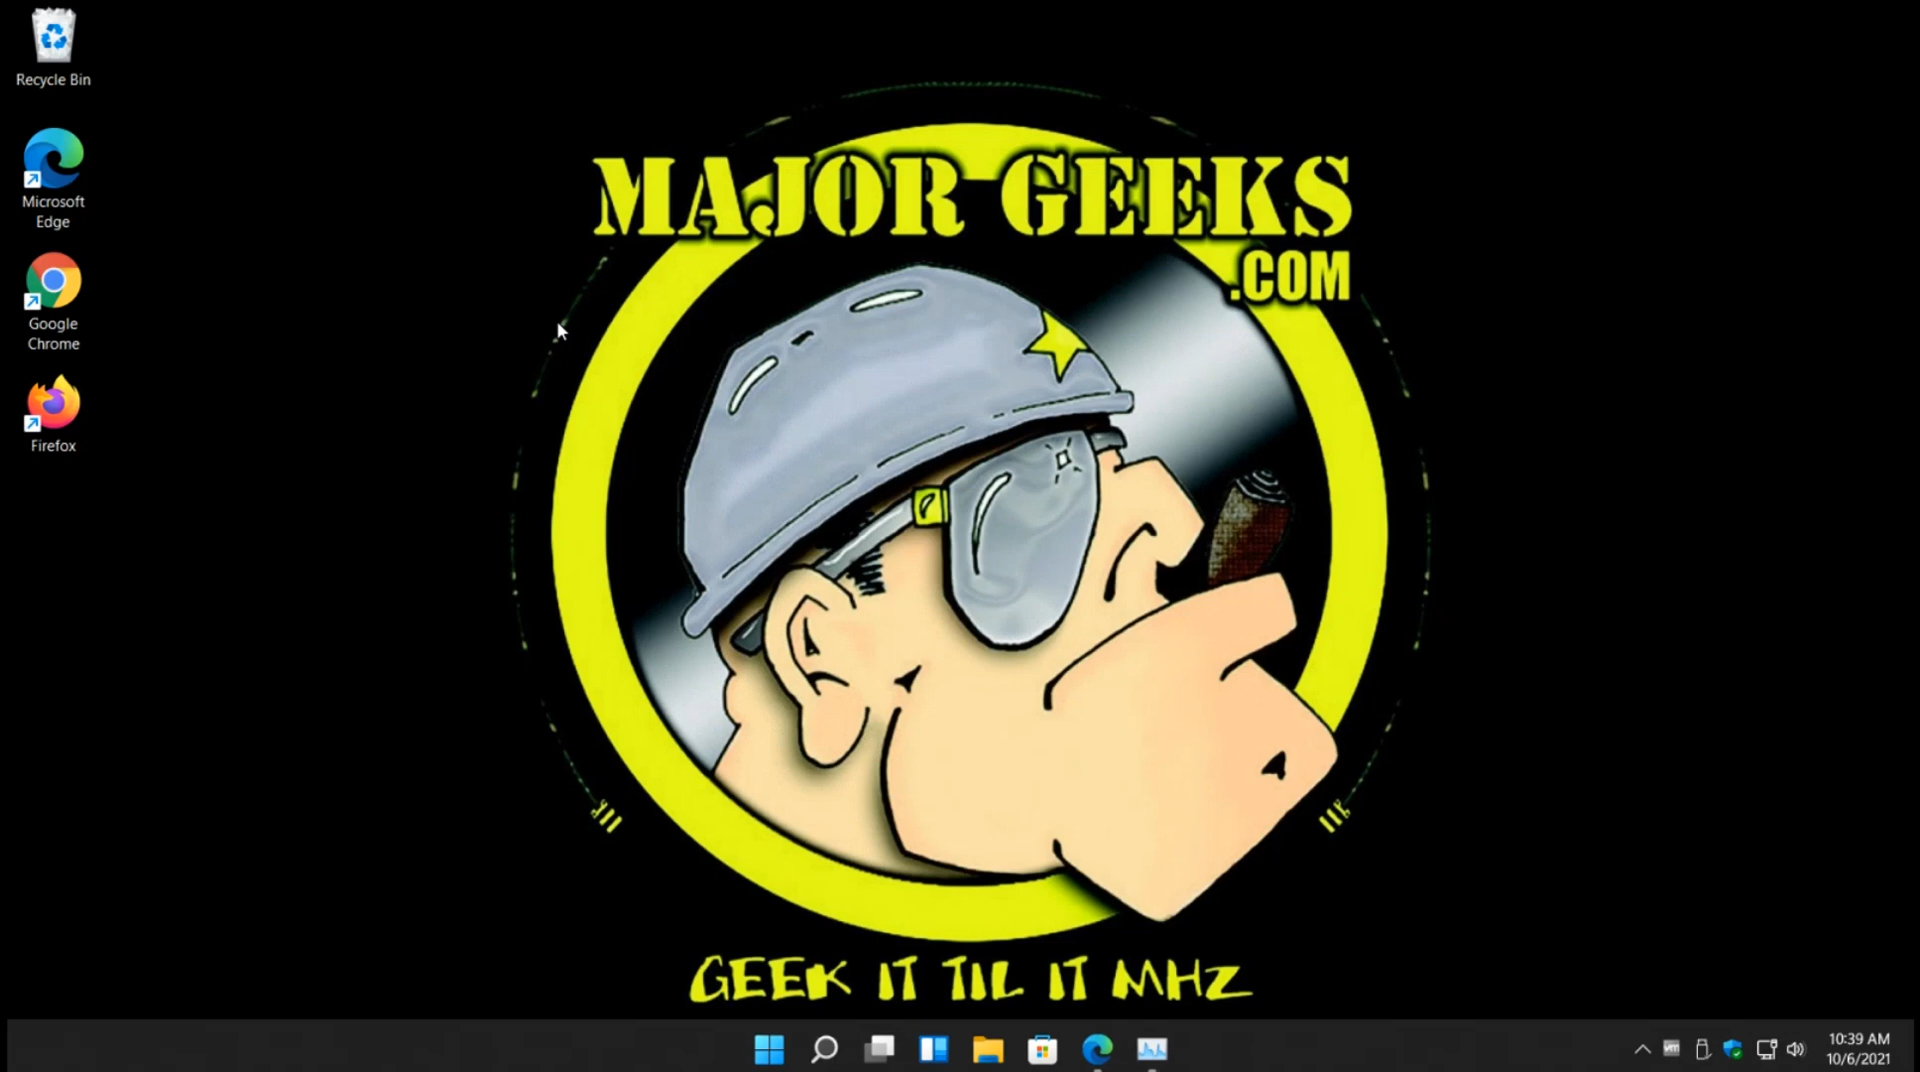 Recycle Bin
Microsoft
Edge
Google
Chrome
Firefox
MAJOR GEEKS
.COM
GEEK IT TIL IT MHZ
vm
10:39 AM
10/6/2021